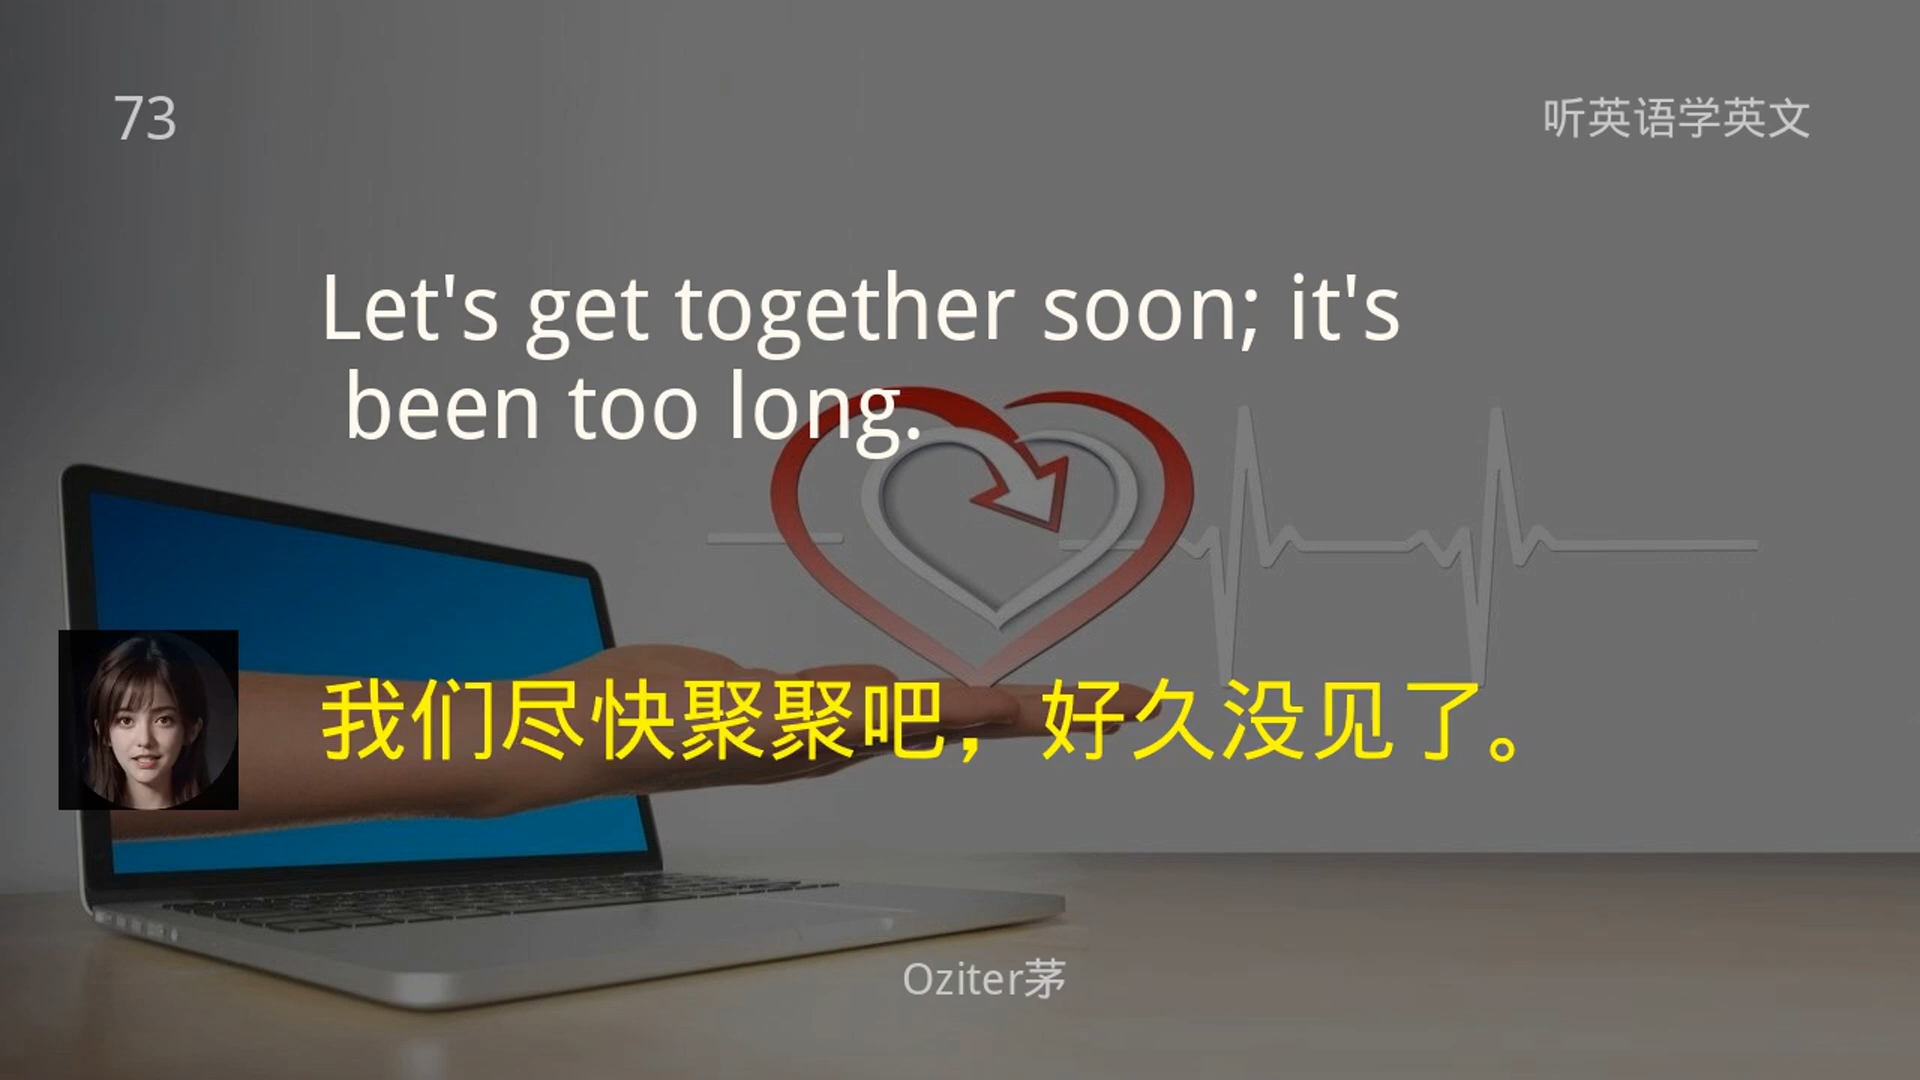 73
听英语学英文
Let's get together soon; it's
been too long.
我们尽快聚聚吧，好久没见了。
Oziter茅